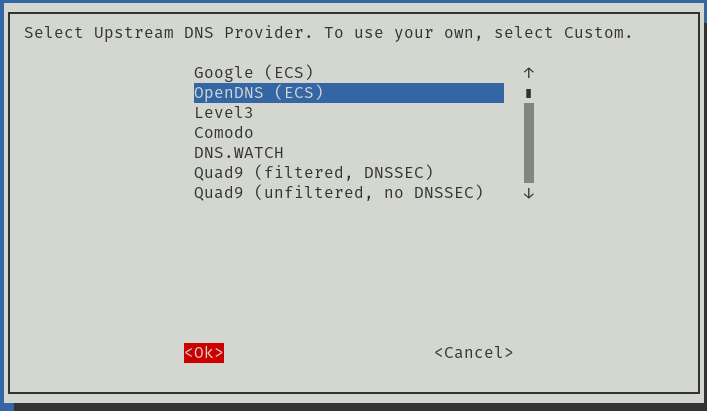 Select Upstream DNS Provider. To use your own, select Custom.
Google (ECS)
OpenDNS (ECS)
Level3
Comodo
DNS.WATCH
Quad9 (filtered, DNSSEC)
Quad9 (unfiltered, no DNSSEC)
<Ok> <Cancel>